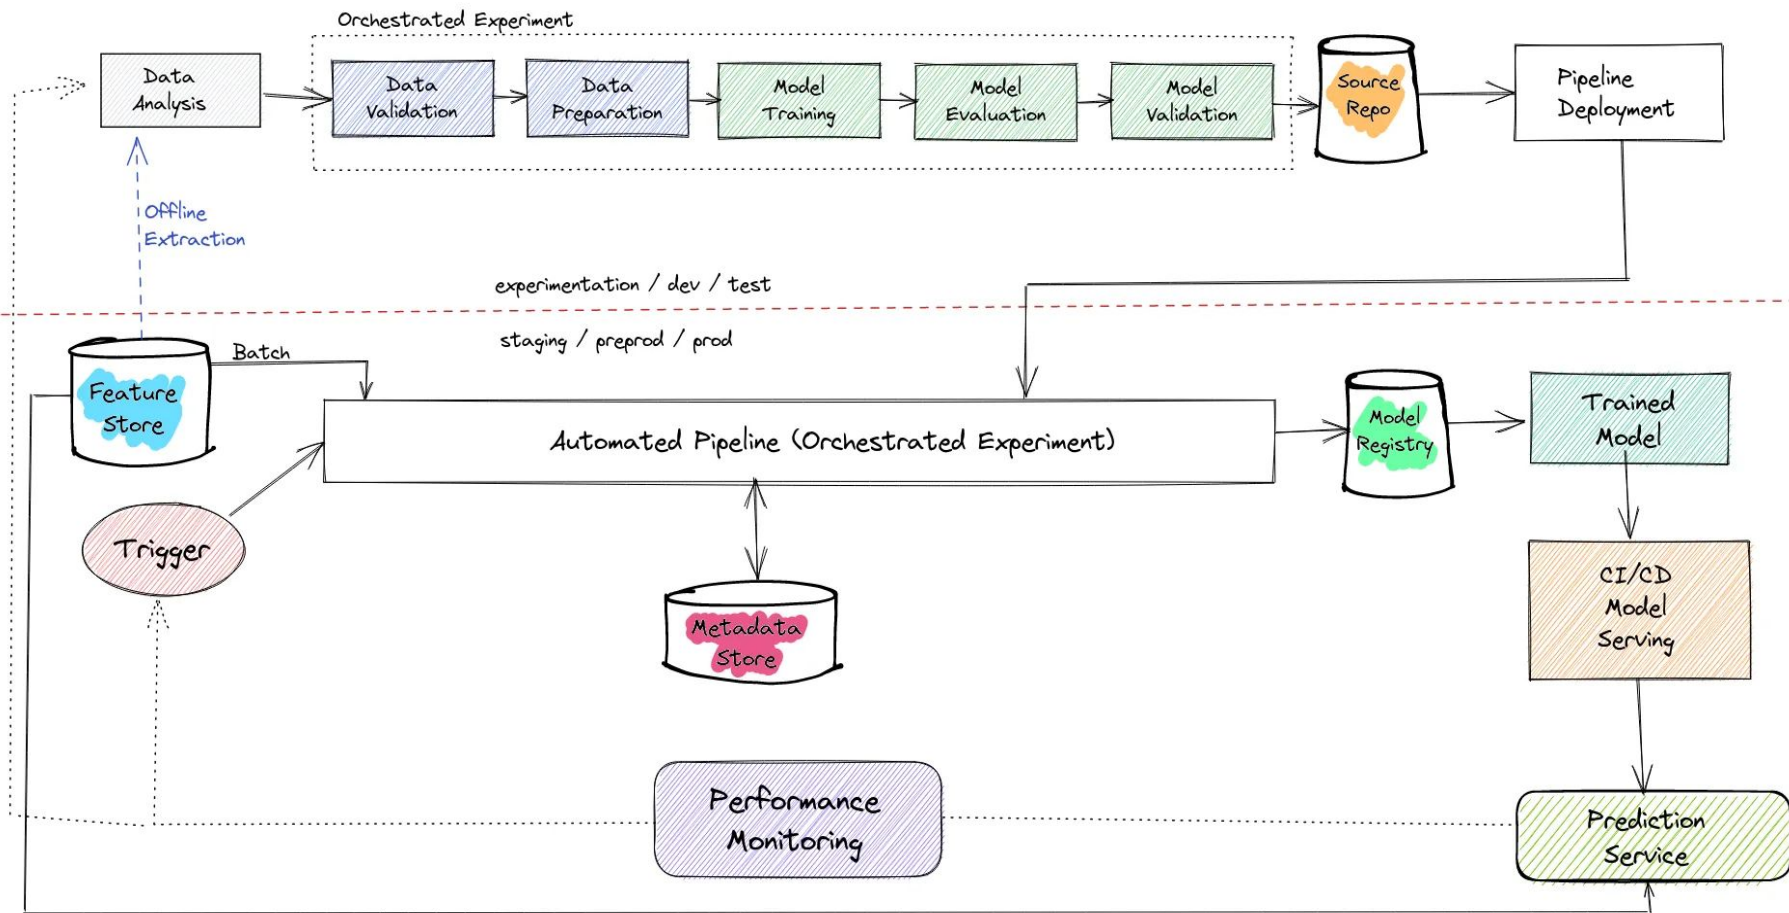 Orchestrated Experiment
Data
Analysis
Data
Validation
Data
Preparation
Model
Training
Model
Evaluation
Model
Validation
Source
Repo
Pipeline
Deployment
Offline
Extraction
experimentation / dev / test
staging / preprod / prod
Batch
Feature
Store
Automated Pipeline (Orchestrated Experiment)
Model
Registry
Trained
Model
Trigger
CI/CD
Model
Serving
Metadata
Store
Performance
Monitoring
Prediction
Service